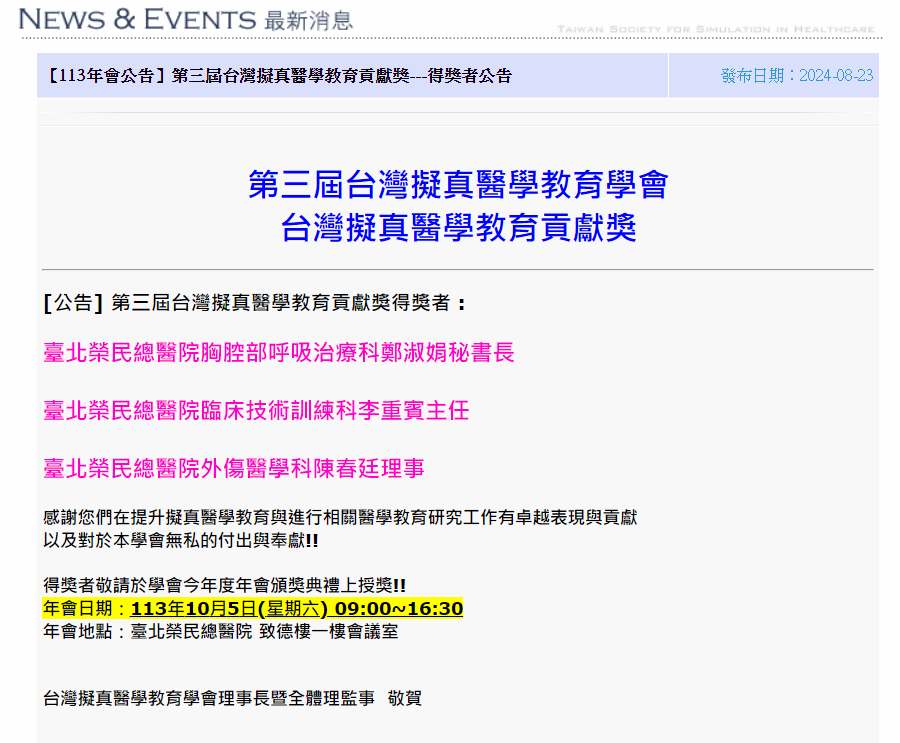 NEWS & EVENTS 最新消息
TAIWAN SOCIETY FOR SIMULATION IN HEALTHCARE
【113年會公告】第三屆台灣擬真醫學教育貢獻獎---得獎者公告
發布日期：2024-08-23
第三屆台灣擬真醫學教育學會
台灣擬真醫學教育貢獻獎
[公告] 第三屆台灣擬真醫學教育貢獻獎得獎者：
臺北榮民總醫院胸腔部呼吸治療科鄭淑娟秘書長
臺北榮民總醫院臨床技術訓練科李重賓主任
臺北榮民總醫院外傷醫學科陳春廷理事
感謝您們在提升擬真醫學教育與進行相關醫學教育研究工作有卓越表現與貢獻
以及對於本學會無私的付出與奉獻!!
得獎者敬請於學會今年度年會頒獎典禮上授獎!!
年會日期：113年10月5日(星期六) 09:00~16:30
年會地點：臺北榮民總醫院 致德樓一樓會議室
台灣擬真醫學教育學會理事長暨全體理監事 敬賀